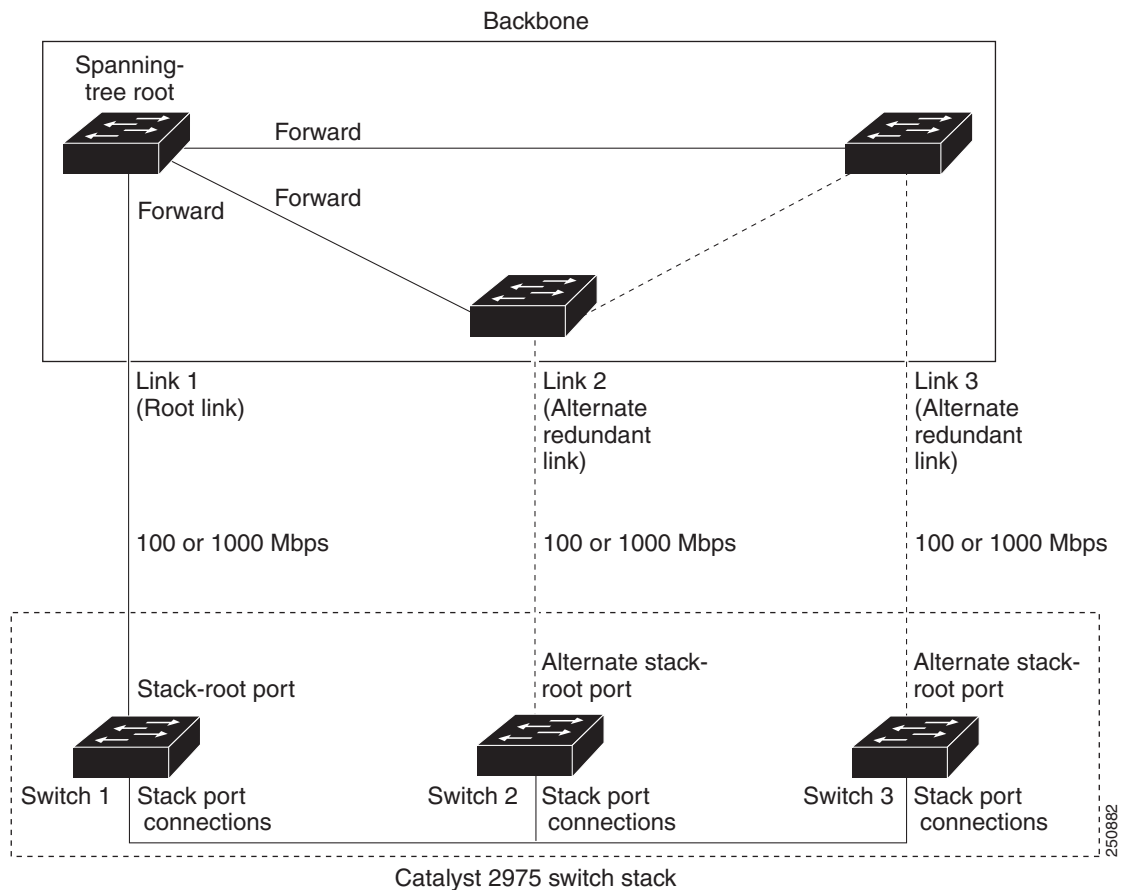 Backbone
Spanning-
tree root
Forward
Forward
Forward
Link 1
(Root link)
Link 2
(Alternate
redundant
link)
Link 3
(Alternate
redundant
link)
100 or 1000 Mbps
100 or 1000 Mbps
100 or 1000 Mbps
Stack-root port
Alternate stack-
root port
Alternate stack-
root port
Switch 1
Stack port
connections
Switch 2
Stack port
connections
Switch 3
Stack port
connections
250882
Catalyst 2975 switch stack